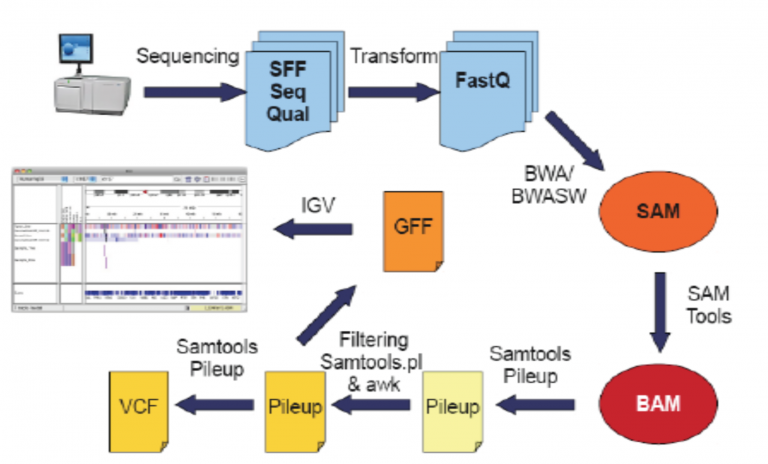 Sequencing
SFF
Seq
Qual
Transform
FastQ
BWA/
BWASW
SAM
SAM
Tools
BAM
Samtools
Pileup
Pileup
Filtering
Samtools.pl
& awk
Pileup
Samtools
Pileup
VCF
GFF
IGV